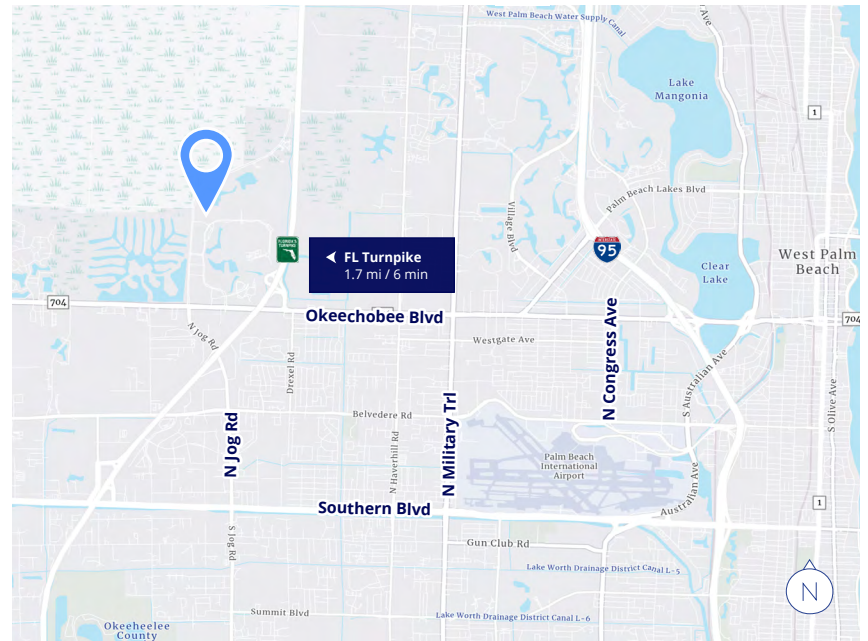 West Palm Beach Water Supply Canal
Ave
Lake
Mangonia
1
Palm Beach Lakes Blvd
Village Blvd
FLORIDA'S
TURNPIKE
FL Turnpike
1.7 mi / 6 min
INTERSTATE
95
West Palm
Beach
Clear
Lake
704
Okeechobee Blvd
704
N Jog Rd
Westgate Ave
N Congress Ave
Drexel Rd
S Australian Ave
S Olive Ave
Belvedere Rd
N Military Trl
N Jog Rd
N Haverhill Rd
Palm Beach
International
Airport
Australian Ave
Southern Blvd
1
S Jog Rd
Gun Club Rd
Lake Worth Drainage District Canal L-5
N
Summit Blvd
Lake Worth Drainage District Canal L-6
Okeeheelee
County